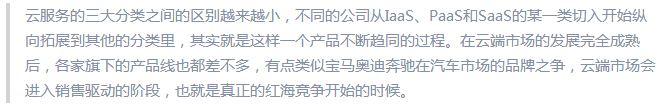 云服务的三大分类之间的区别越来越小，不同的公司从IaaS、PaaS和SaaS的某一类切入开始纵
向拓展到其他的分类里，其实就是这样一个产品不断趋同的过程。在云端市场的发展完全成熟
后，各家旗下的产品线也都差不多，有点类似宝马奥迪奔驰在汽车市场的品牌之争，云端市场会
进入销售驱动的阶段，也就是真正的红海竞争开始的时候。